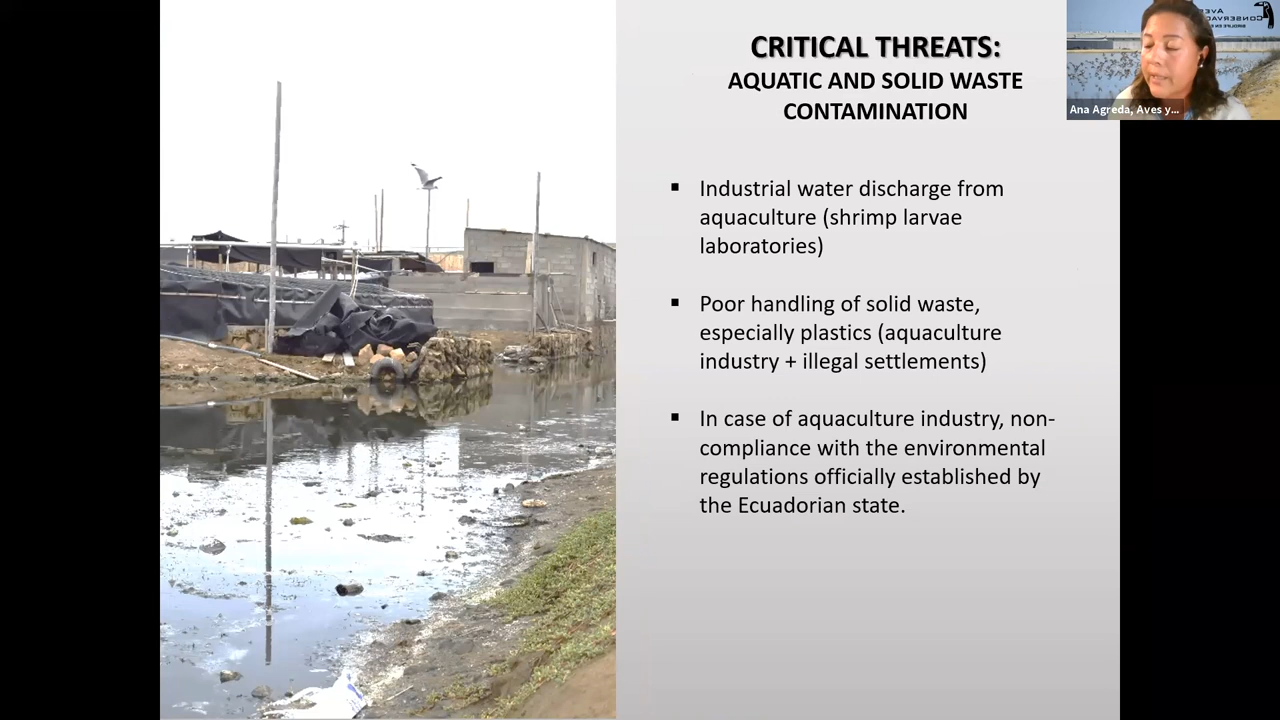 CRITICAL THREATS:
AQUATIC AND SOLID WASTE
CONTAMINATION
▪ Industrial water discharge from
aquaculture (shrimp larvae
laboratories)
▪ Poor handling of solid waste,
especially plastics (aquaculture
industry + illegal settlements)
▪ In case of aquaculture industry, non-
compliance with the environmental
regulations officially established by
the Ecuadorian state.
Ana Agreda, Aves y...